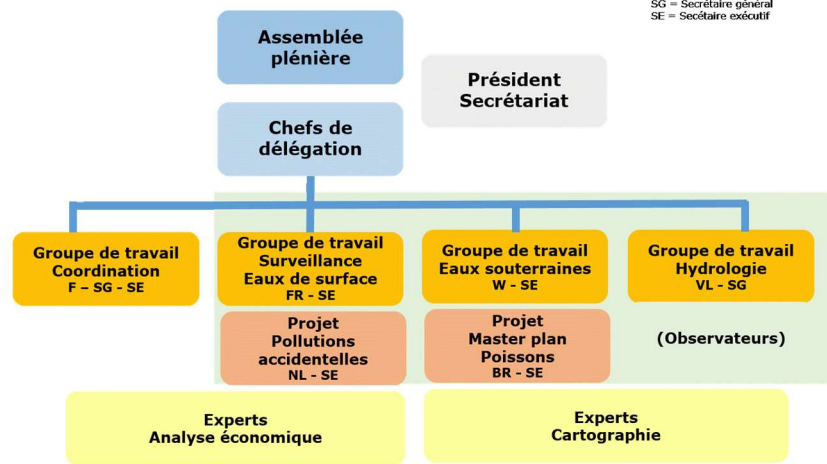 SG = Secrétaire général
SE = Secétaire exécutif
Assemblée
plénière
Président
Secrétariat
Chefs de
délégation
Groupe de travail
Coordination
F – SG - SE
Groupe de travail
Surveillance
Eaux de surface
FR - SE
Groupe de travail
Eaux souterraines
W - SE
Groupe de travail
Hydrologie
VL - SG
Projet
Pollutions
accidentelles
NL - SE
Projet
Master plan
Poissons
BR - SE
(Observateurs)
Experts
Analyse économique
Experts
Cartographie